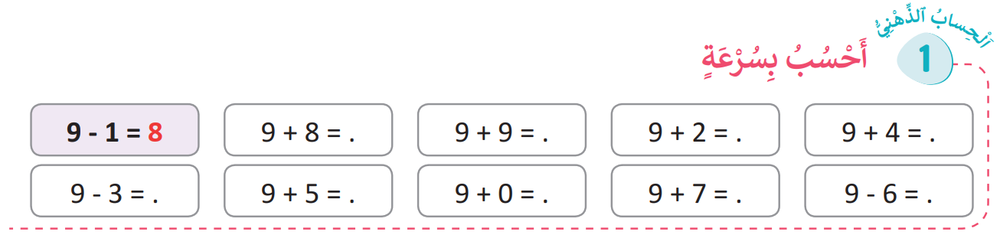 اَلْحِسابُ الذِّهْنِيُّ
1
أَحْسُبُ بِسُرْعَةٍ
9 - 1 = 8
9 + 8 = .
9 + 9 = .
9 + 2 = .
9 + 4 = .
9 - 3 = .
9 + 5 = .
9 + 0 = .
9 + 7 = .
9 - 6 = .